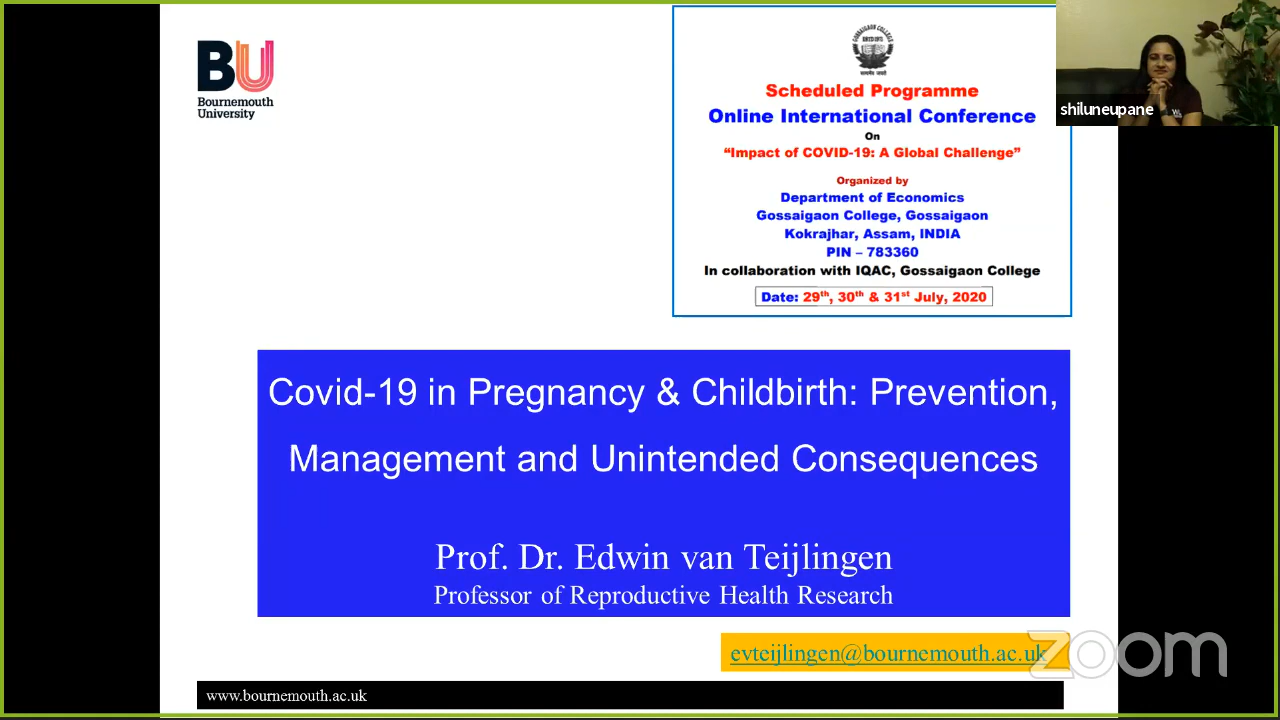 BU
Bournemouth
University
Scheduled Programme
Online International Conference
On
“Impact of COVID-19: A Global Challenge”
Organized by
Department of Economics
Gossaigaon College, Gossaigaon
Kokrajhar, Assam, INDIA
PIN – 783360
In collaboration with IQAC, Gossaigaon College
Date: 29th, 30th & 31st July, 2020
shiluneupane
Covid-19 in Pregnancy & Childbirth: Prevention,
Management and Unintended Consequences
Prof. Dr. Edwin van Teijlingen
Professor of Reproductive Health Research
evteijlingen@bournemouth.ac.uk
zoom
www.bournemouth.ac.uk